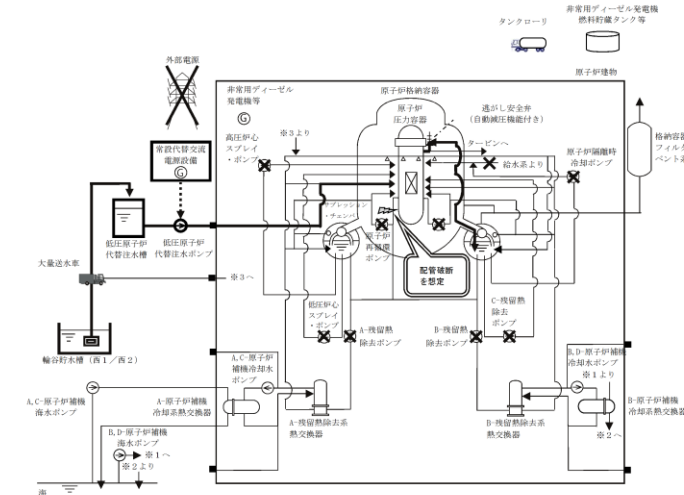 タンクローリ
非常用ディーゼル発電機
燃料貯蔵タンク等
外部電源
原子炉建物
非常用ディーゼル
発電機等
G
原子炉格納容器
原子炉
圧力容器
逃がし安全弁
(自動減圧機能付き)
高圧炉心
スプレイ
・ポンプ
※3より
タービンへ
給水系より
原子炉隔離時
冷却ポンプ
格納容器
フィルタ
ベント系
常設代替交流
電源設備
G
サプレッション
・チェンバ
低圧原子炉
代替注水槽
低圧原子炉
代替注水ポンプ
原子炉
再循環
ポンプ
配管破断
を想定
大量送水車
※3へ
低圧炉心
スプレイ
・ポンプ
A-残留熱
除去ポンプ
B-残留熱
除去ポンプ
C-残留熱
除去
ポンプ
輪谷貯水槽（西1／西2）
A,C-原子炉
補機冷却水
ポンプ
B,D-原子炉補機
冷却水ポンプ
※1より
A,C-原子炉補機
海水ポンプ
A-原子炉補機
冷却系熱交換器
B-原子炉補機
冷却系熱交換器
B,D-原子炉補機
海水ポンプ
※1へ
※2より
A-残留熱除去系
熱交換器
B-残留熱除去系
熱交換器
※2へ
海